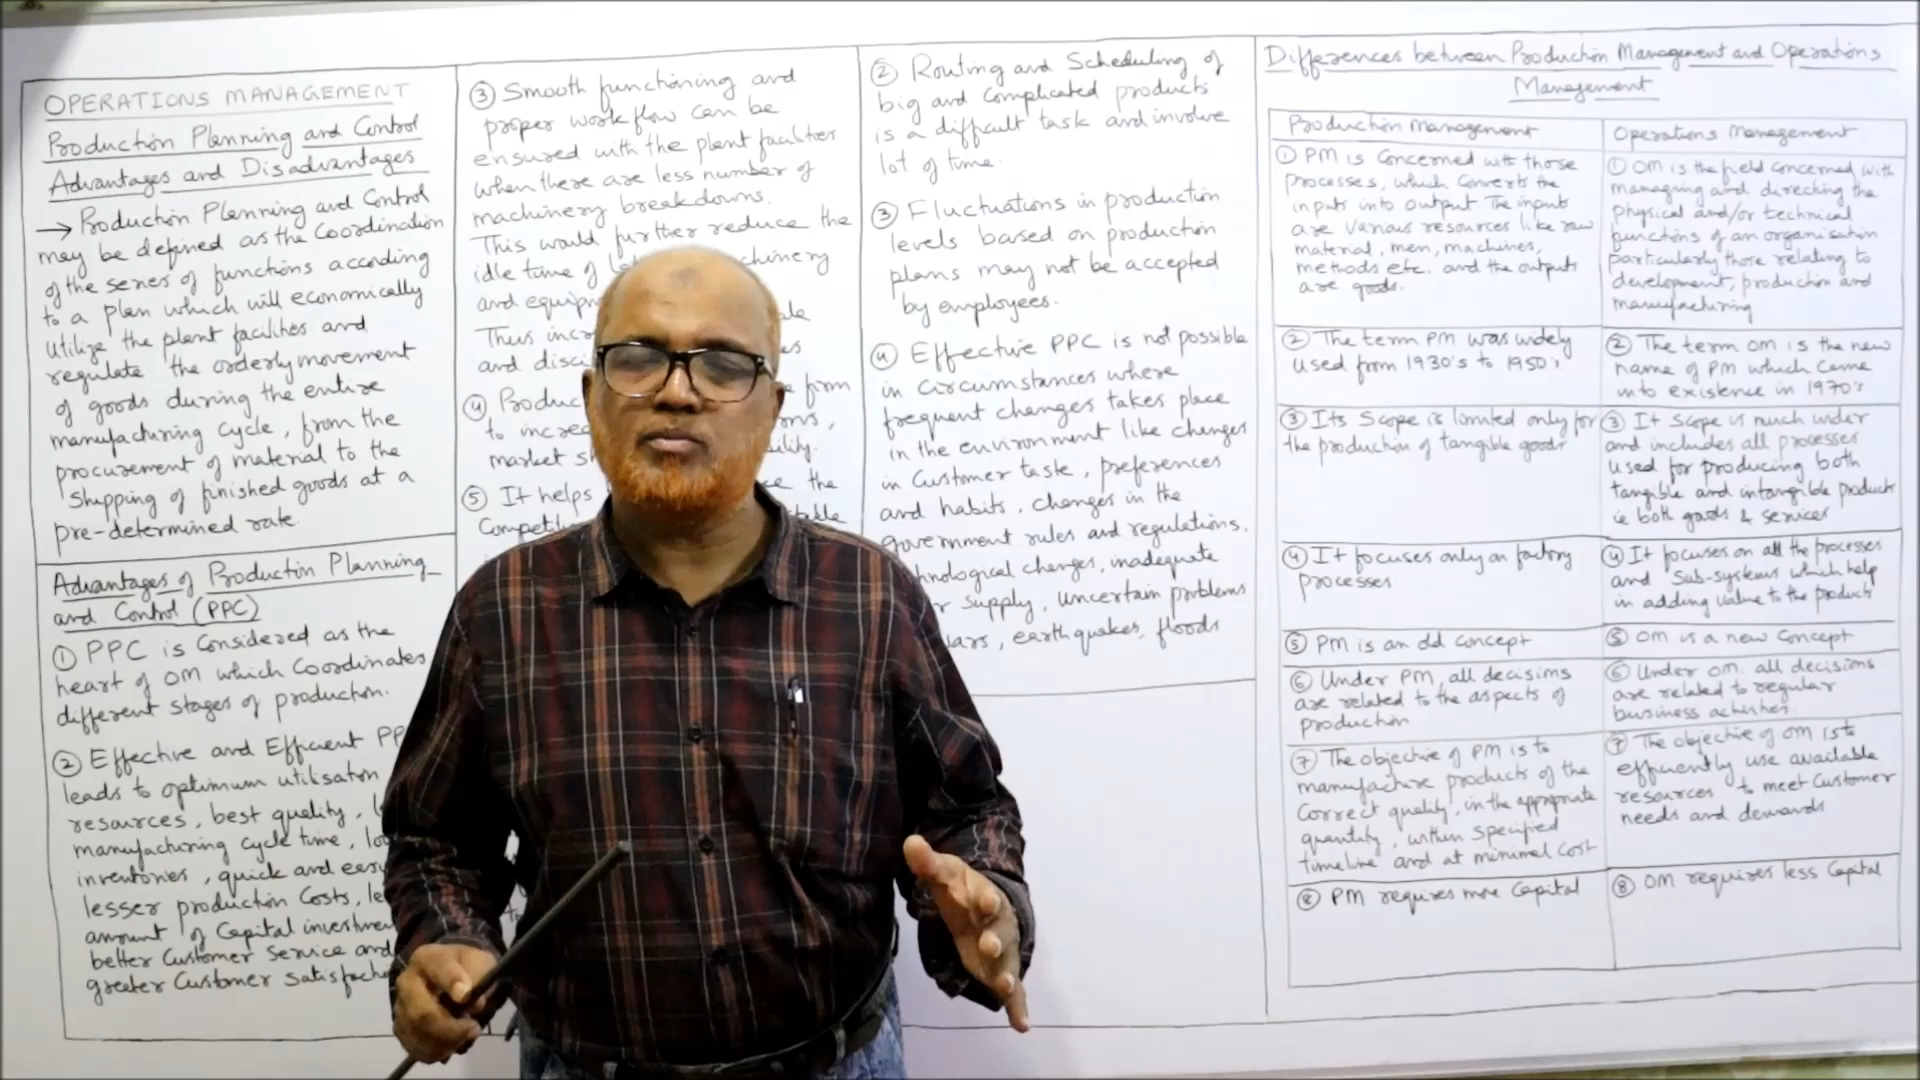 OPERATIONS MANAGEMENT
Production Planning and Control
Advantages and Disadvantages
→ Production Planning and Control
may be defined as the Coordination
of the series of functions according
to a plan which will economically
utilize the plant facilities and
regulate the orderly movement
of goods during the entire
manufacturing cycle, from the
procurement of material to the
shipping of finished goods at a
pre-determined rate.
Advantages of Production Planning
and Control (PPC)
① PPC is Considered as the
heart of OM which Coordinates
different stages of production.
② Effective and Efficient
leads to optimum utilisation
resources, best quality,
manufacturing cycle time,
inventories, quick and easy
lesser production Costs,
amount of Capital
better Customer Service and
greater Customer
③ Smooth functioning and
proper work flow can be
ensured with the plant facilities
when there are less number of
machinery breakdowns.
This would further reduce the
idle time of
and
Thus
and
④
to
market
firm
⑤ It helps
the
② Routing and Scheduling of
big and Complicated products
is a difficult task and involve
lot of time.
③ Fluctuations in production
levels based on production
plans may not be accepted
by employees.
④ Effective PPC is not possible
in Circumstances where
frequent changes takes place
in the environment like changes
in Customer taske, preferences
and habits, changes in the
government rules and regulations,
changes, inadequate
supply, uncertain problems
earthquakes, floods
Differences between Production Management and Operations
Management
Production Management
① PM is Concerned with those
processes, which converts the
inputs into output The inputs
are Various resources like raw
material, men, machines,
methods etc. and the outputs
are goods.
② The term PM was widely
used from 1930's to 1950's
③ Its Scope is limited only for
the production of tangible goods
④ It focuses only on factory
processes
⑤ PM is an old concept
⑥ Under PM, all decisions
are related to the aspects of
production
⑦ The objective of PM is to
manufacture products of the
Correct quality, in the appropriate
quantity, within specified
timeline and at minimal Cost
⑧ PM requires more Capital
Operations Management
① OM is the field concerned with
managing and directing the
physical and/or technical
functions of an organisation
particularly those relating to
development, production and
manufacturing
② The term OM is the new
name of PM which came
into existence in 1970's
③ It Scope is much wider
and includes all processes
used for producing both
tangible and intangible products
ie both goods & services
④ It focuses on all the processes
and sub-systems which help
in adding value to the product
⑤ OM is a new Concept
⑥ Under OM. all decisions
are related to regular
business activities.
⑦ The objective of OM is to
efficiently use available
resources to meet Customer
needs and demands
⑧ OM requires less Capital